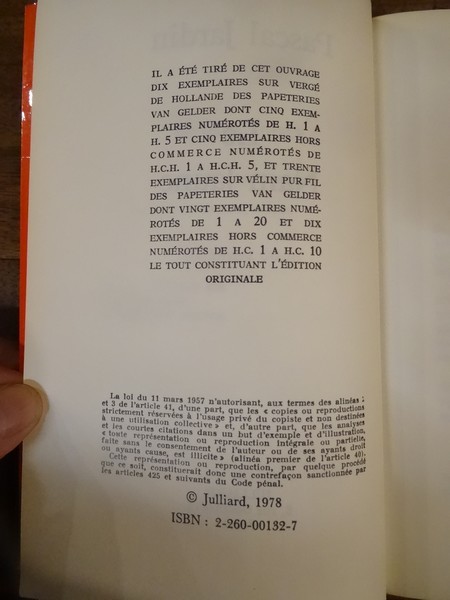 IL A ÉTÉ TIRÉ DE CET OUVRAGE
DIX EXEMPLAIRES SUR VERGÉ
DE HOLLANDE DES PAPETERIES
VAN GELDER DONT CINQ EXEM-
PLAIRES NUMÉROTÉS DE H. 1 A
H. 5 ET CINQ EXEMPLAIRES HORS
COMMERCE NUMÉROTÉS DE
H.C.H. 1 A H.C.H. 5, ET TRENTE
EXEMPLAIRES SUR VÉLIN PUR FIL
DES PAPETERIES VAN GELDER
DONT VINGT EXEMPLAIRES NUMÉ-
ROTÉS DE 1 A 20 ET DIX
EXEMPLAIRES HORS COMMERCE
NUMÉROTÉS DE H.C. 1 A H.C. 10
LE TOUT CONSTITUANT L'ÉDITION
ORIGINALE
La loi du 11 mars 1957 n'autorisant, aux termes des alinéas
et 3 de l'article 41, d'une part, que les « copies ou reproductions
strictement réservées à l'usage privé du copiste et non destinées
à une utilisation collective » et, d'autre part, que les analyses
et les courtes citations dans un but d'exemple et d'illustration,
« toute représentation ou reproduction intégrale ou partielle,
faite sans le consentement de l'auteur ou de ses ayants droit
ou ayants cause, est illicite » (alinéa premier de l'article 40).
Cette représentation ou reproduction, par quelque procédé
que ce soit, constituerait donc une contrefaçon sanctionnée par
les articles 425 et suivants du Code pénal.
© Julliard, 1978
ISBN : 2-260-00132-7